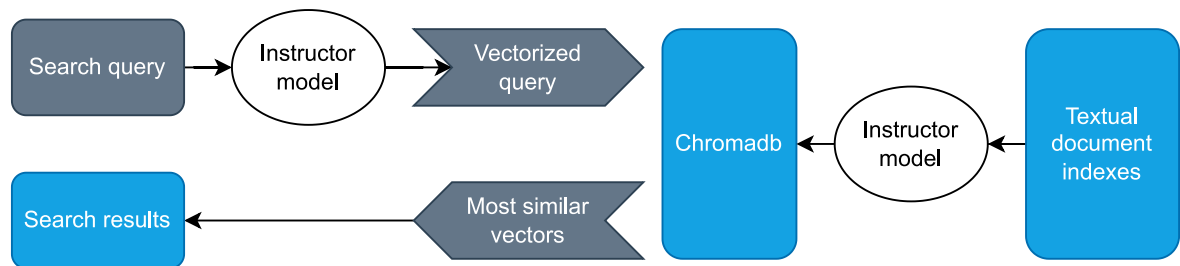 Search query
Instructor
model
Vectorized
query
Chromadb
Instructor
model
Textual
document
indexes
Search results
Most similar
vectors